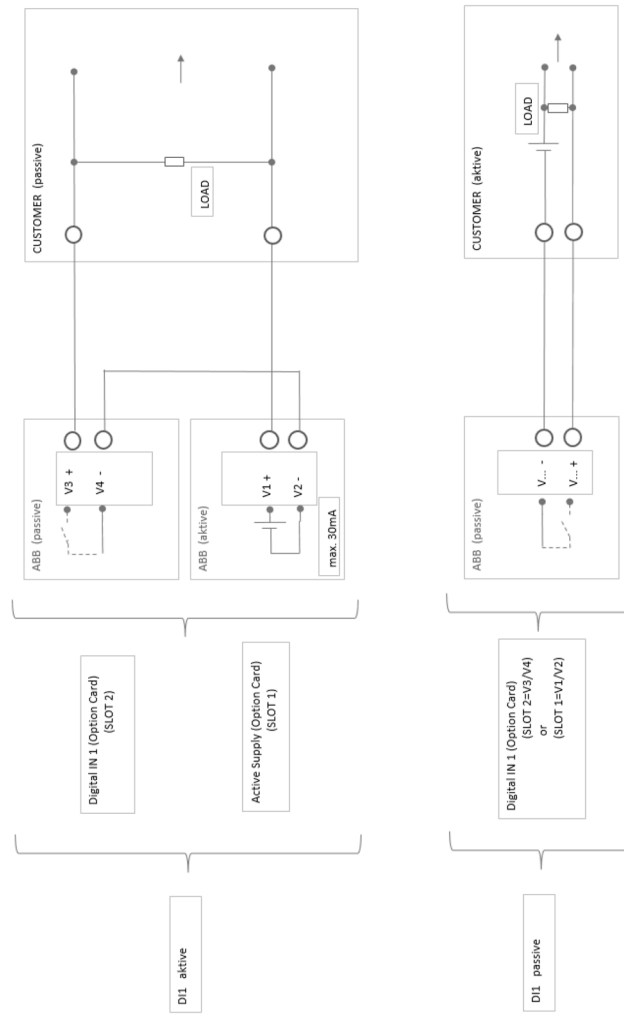 DI1 aktive
Digital IN 1 (Option Card)
(SLOT 2)
Active Supply (Option Card)
(SLOT 1)
ABB (passive)
V3 +
V4 -
ABB (aktive)
V1 +
V2 -
max. 30mA
CUSTOMER (passive)
LOAD
DI1 passive
Digital IN 1 (Option Card)
(SLOT 2=V3/V4)
or
(SLOT 1=V1/V2)
ABB (passive)
V... -
V... +
CUSTOMER (aktive)
LOAD